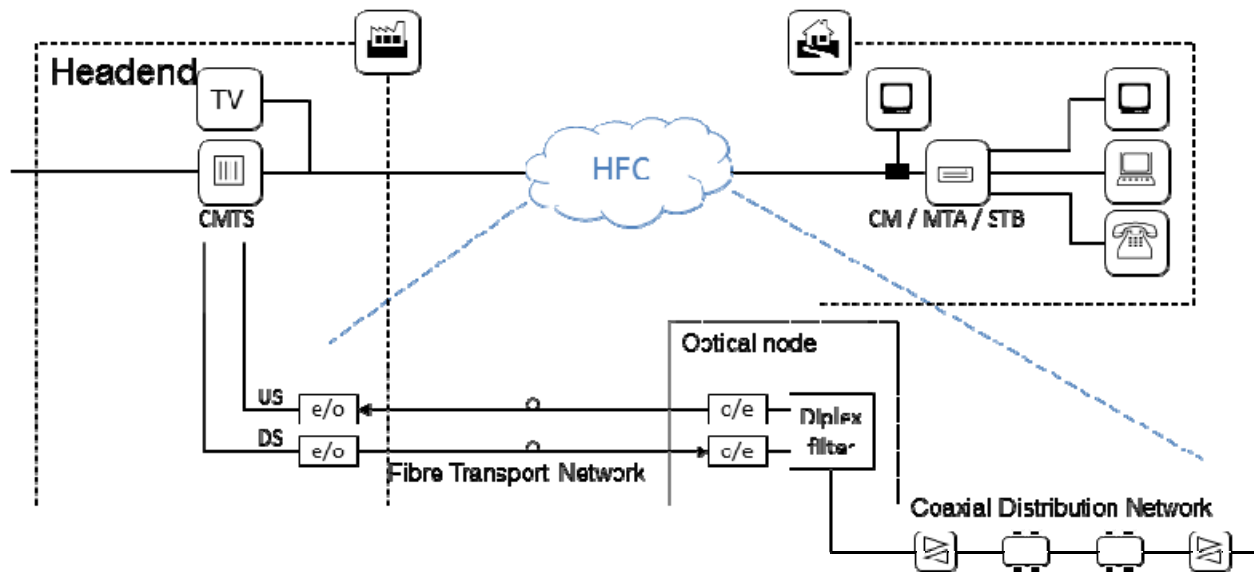 Headend
TV
HFC
CMTS
CM / MTA / STB
Optical node
US
e/o
c/e
Diplex
filter
DS
e/o
c/e
Fibre Transport Network
Coaxial Distribution Network